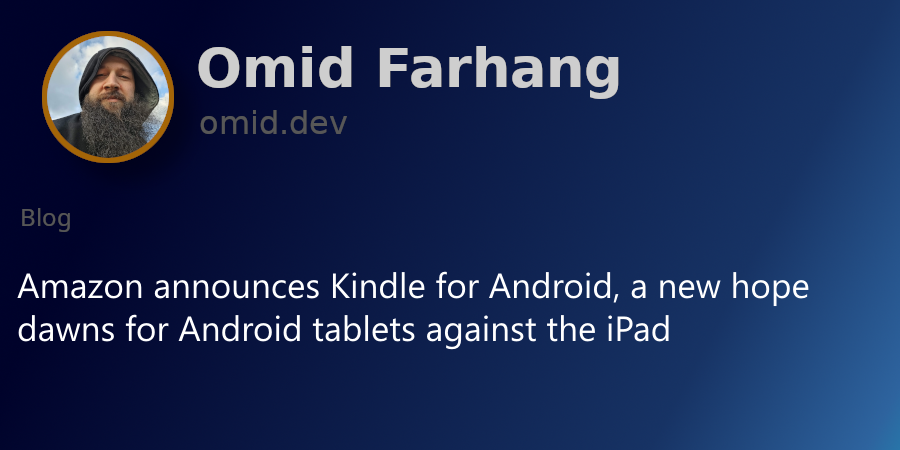 Omid Farhang
omid.dev
Blog
Amazon announces Kindle for Android, a new hope
dawns for Android tablets against the iPad